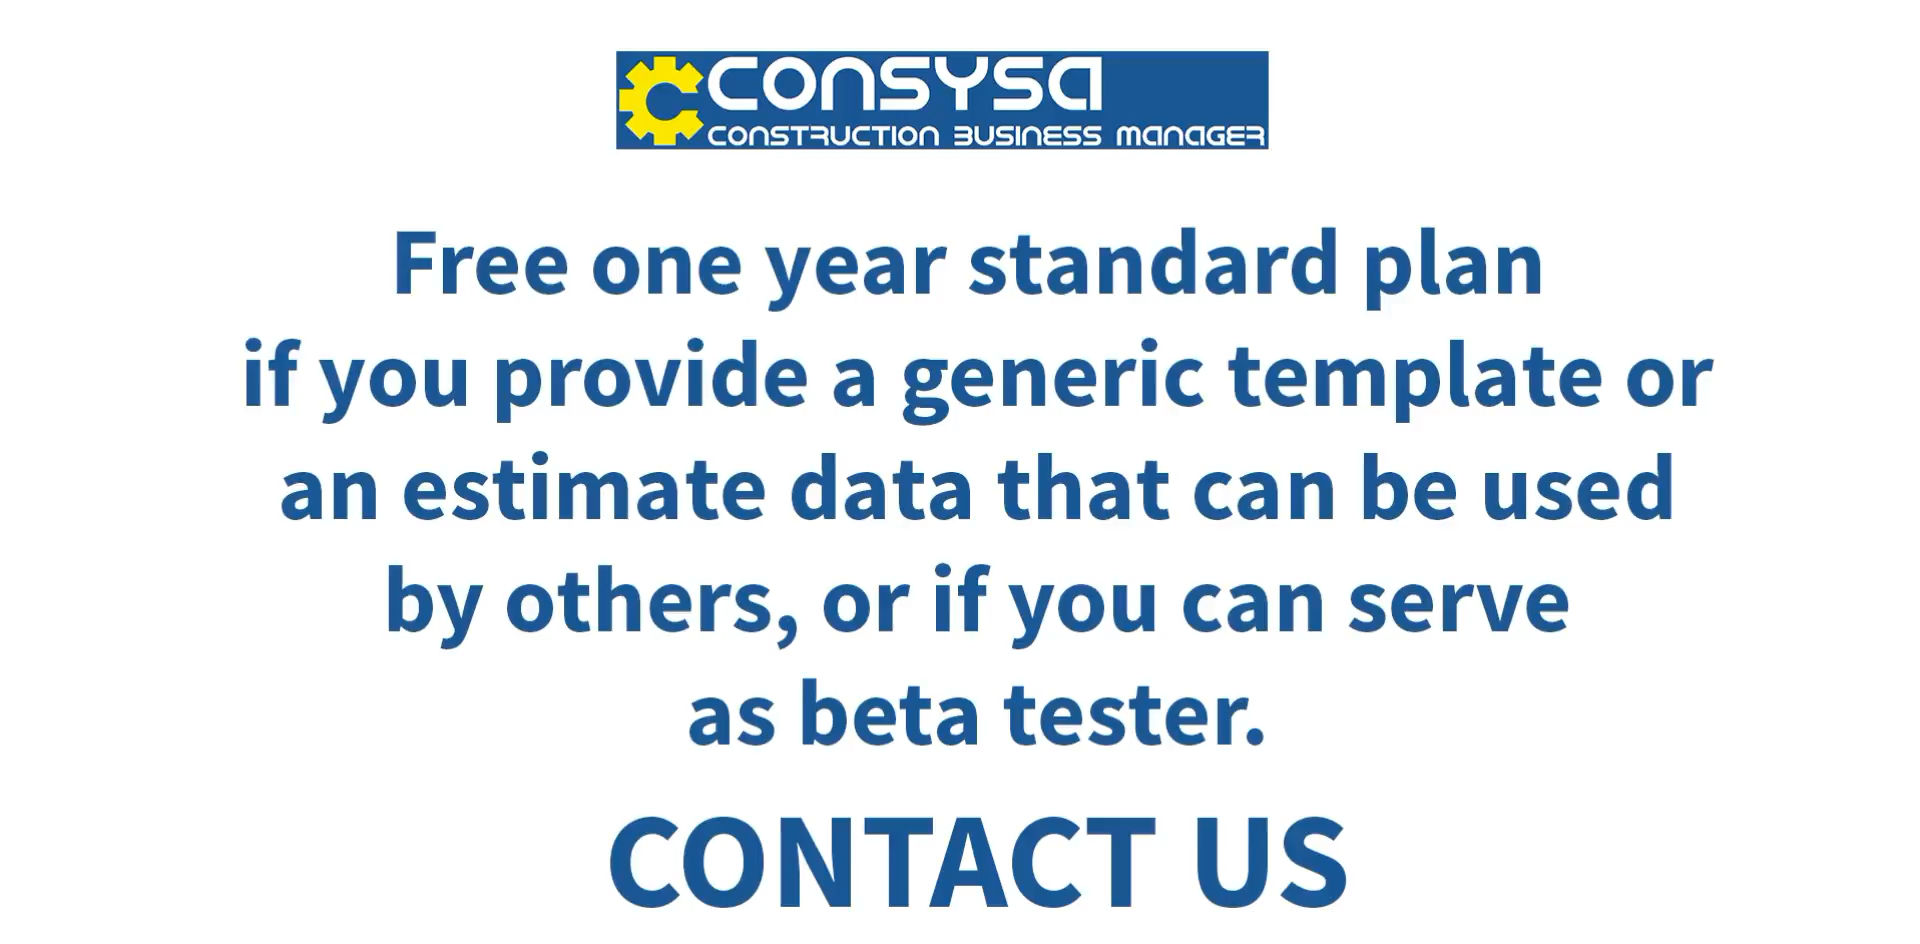 CONSYSA
CONSTRUCTION BUSINESS MANAGER
Free one year standard plan
if you provide a generic template or
an estimate data that can be used
by others, or if you can serve
as beta tester.
CONTACT US